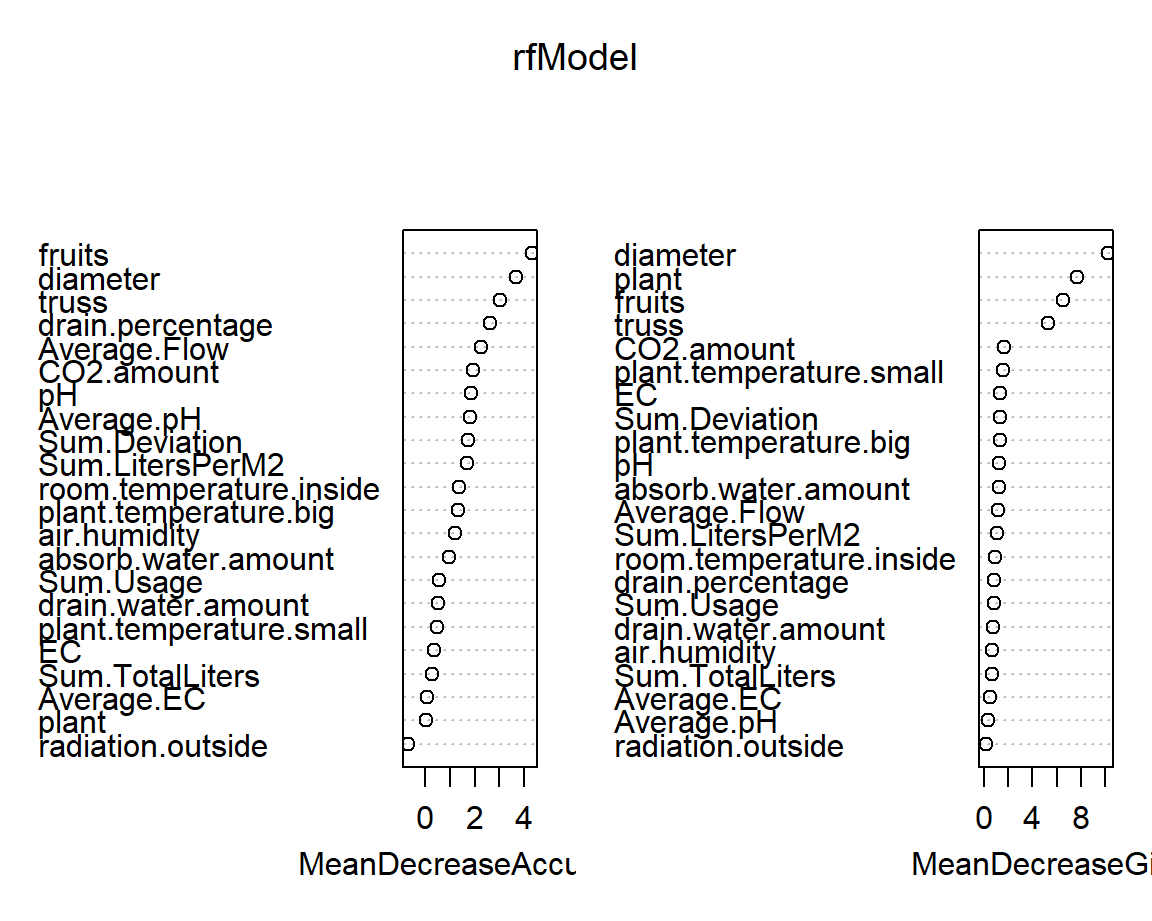 rfModel
fruits
diameter
truss
drain.percentage
Average.Flow
CO2.amount
pH
Average.pH
Sum.Deviation
Sum.LitersPerM2
room.temperature.inside
plant.temperature.big
air.humidity
absorb.water.amount
Sum.Usage
drain.water.amount
plant.temperature.small
EC
Sum.TotalLiters
Average.EC
plant
radiation.outside
0 2 4
MeanDecreaseAccu
diameter
plant
fruits
truss
CO2.amount
plant.temperature.small
EC
Sum.Deviation
plant.temperature.big
pH
absorb.water.amount
Average.Flow
Sum.LitersPerM2
room.temperature.inside
drain.percentage
Sum.Usage
drain.water.amount
air.humidity
Sum.TotalLiters
Average.EC
Average.pH
radiation.outside
0 4 8
MeanDecreaseGi